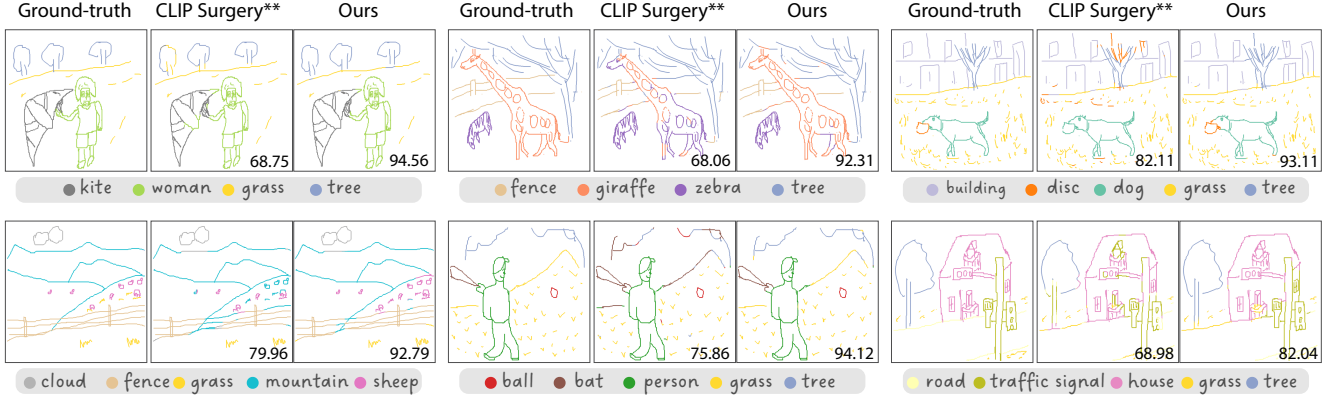 Ground-truth CLIP Surgery** Ours Ground-truth CLIP Surgery** Ours Ground-truth CLIP Surgery** Ours
68.75 94.56 68.06 92.31 82.11 93.11
kite woman grass tree fence giraffe zebra tree building disc dog grass tree
79.96 92.79 75.86 94.12 68.98 82.04
cloud fence grass mountain sheep ball bat person grass tree road traffic signal house grass tree